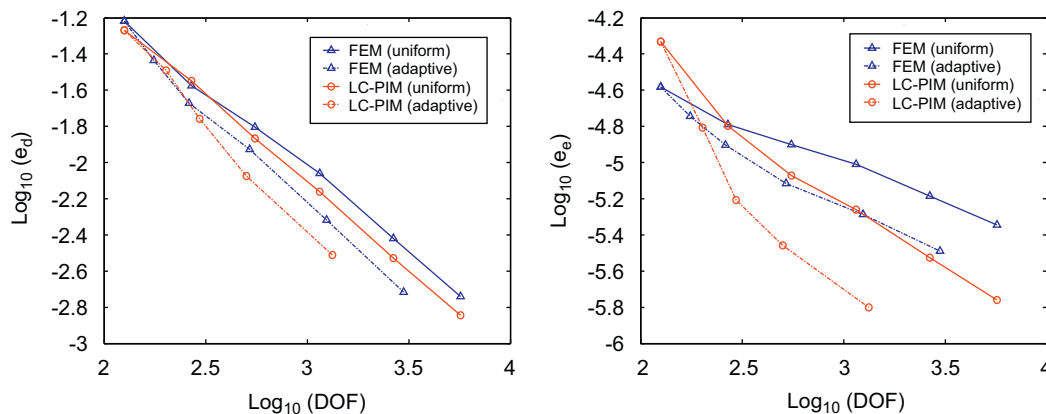 -1.2
-1.4
-1.6
-1.8
-2
-2.2
-2.4
-2.6
-2.8
-3
Log10 (ed)
2
2.5
3
3.5
4
Log10 (DOF)
FEM (uniform)
FEM (adaptive)
LC-PIM (uniform)
LC-PIM (adaptive)
-4.2
-4.4
-4.6
-4.8
-5
-5.2
-5.4
-5.6
-5.8
-6
Log10 (ee)
2
2.5
3
3.5
4
Log10 (DOF)
FEM (uniform)
FEM (adaptive)
LC-PIM (uniform)
LC-PIM (adaptive)